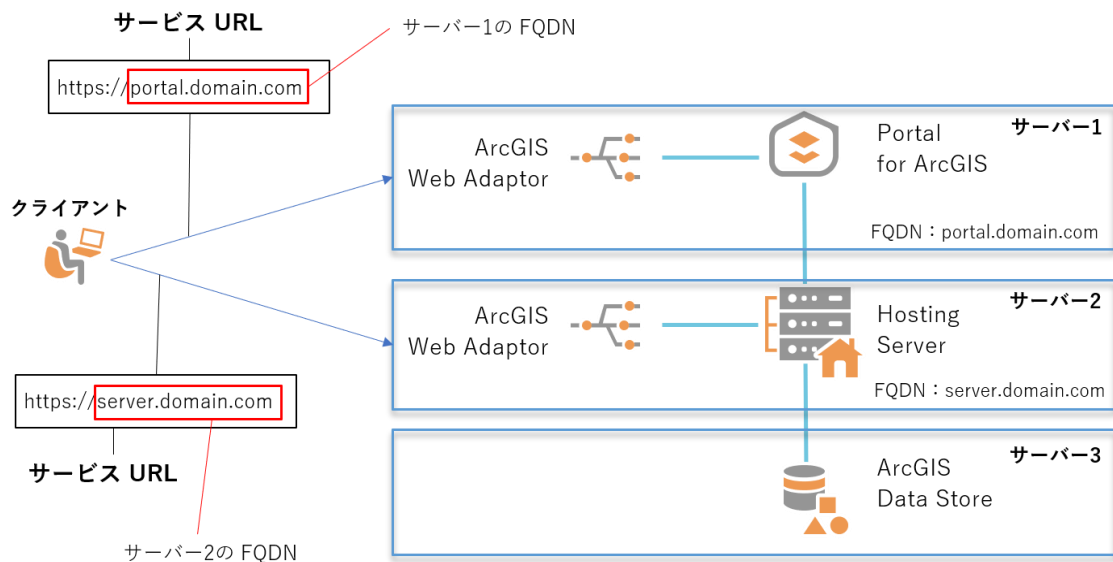 サービス URL
サーバー1の FQDN
https://portal.domain.com
サーバー1
ArcGIS
Web Adaptor
Portal
for ArcGIS
FQDN：portal.domain.com
クライアント
サーバー2
ArcGIS
Web Adaptor
Hosting
Server
FQDN：server.domain.com
https://server.domain.com
サービス URL
サーバー2の FQDN
サーバー3
ArcGIS
Data Store